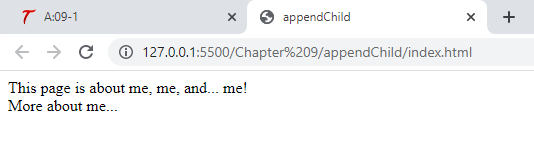 A:09-1
appendChild
127.0.0.1:5500/Chapter%209/appendChild/index.html
This page is about me, me, and... me!
More about me...